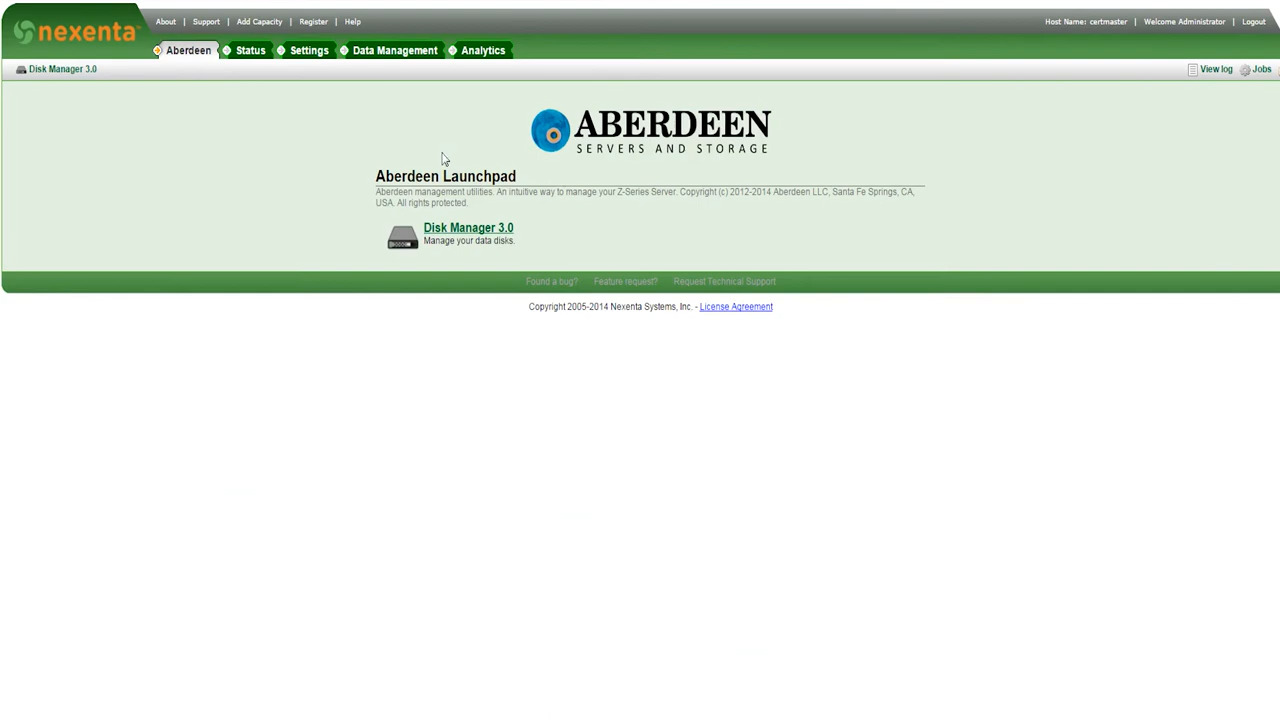 nexenta
About | Support | Add Capacity | Register | Help
Host Name: certmaster | Welcome Administrator | Logout
Aberdeen Status Settings Data Management Analytics
Disk Manager 3.0
View log Jobs
ABERDEEN
SERVERS AND STORAGE
Aberdeen Launchpad
Aberdeen management utilities. An intuitive way to manage your Z-Series Server. Copyright (c) 2012-2014 Aberdeen LLC, Santa Fe Springs, CA,
USA. All rights protected.
Disk Manager 3.0
Manage your data disks.
Found a bug? Feature request? Request Technical Support
Copyright 2005-2014 Nexenta Systems, Inc. - License Agreement